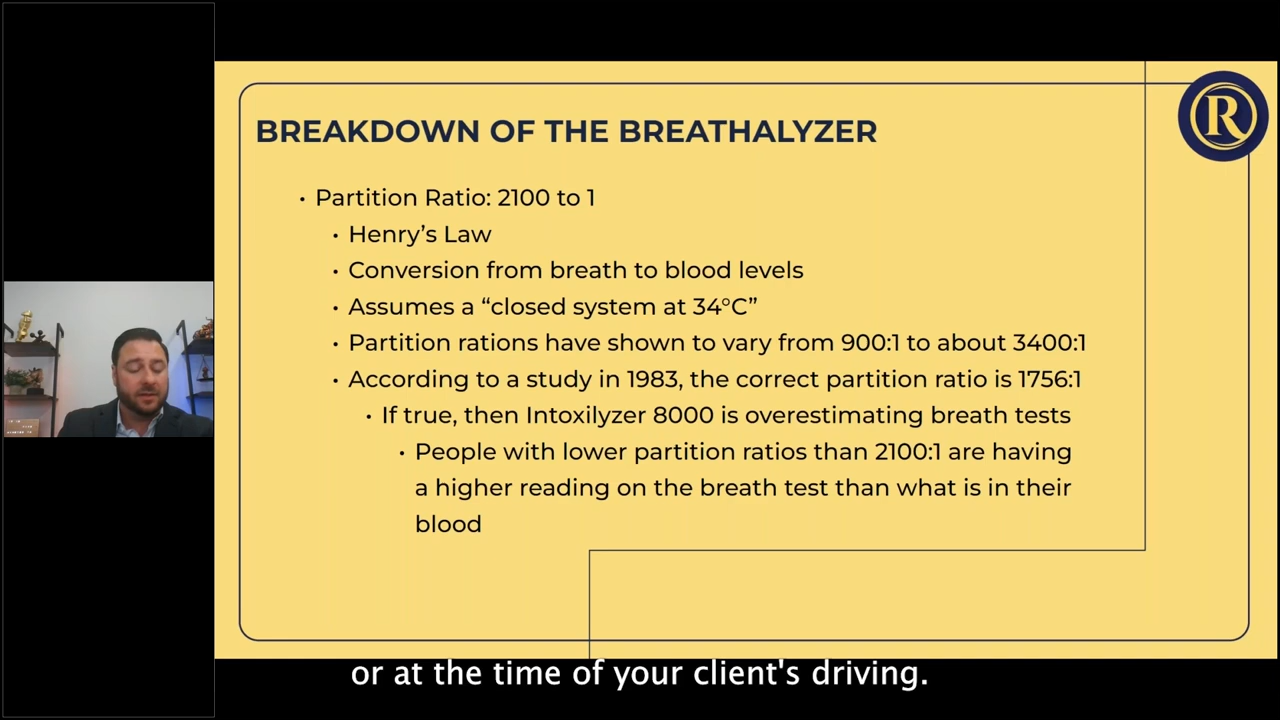 BREAKDOWN OF THE BREATHALYZER
R
• Partition Ratio: 2100 to 1
• Henry’s Law
• Conversion from breath to blood levels
• Assumes a “closed system at 34°C”
• Partition rations have shown to vary from 900:1 to about 3400:1
• According to a study in 1983, the correct partition ratio is 1756:1
• If true, then Intoxilyzer 8000 is overestimating breath tests
• People with lower partition ratios than 2100:1 are having
a higher reading on the breath test than what is in their
blood
or at the time of your client's driving.